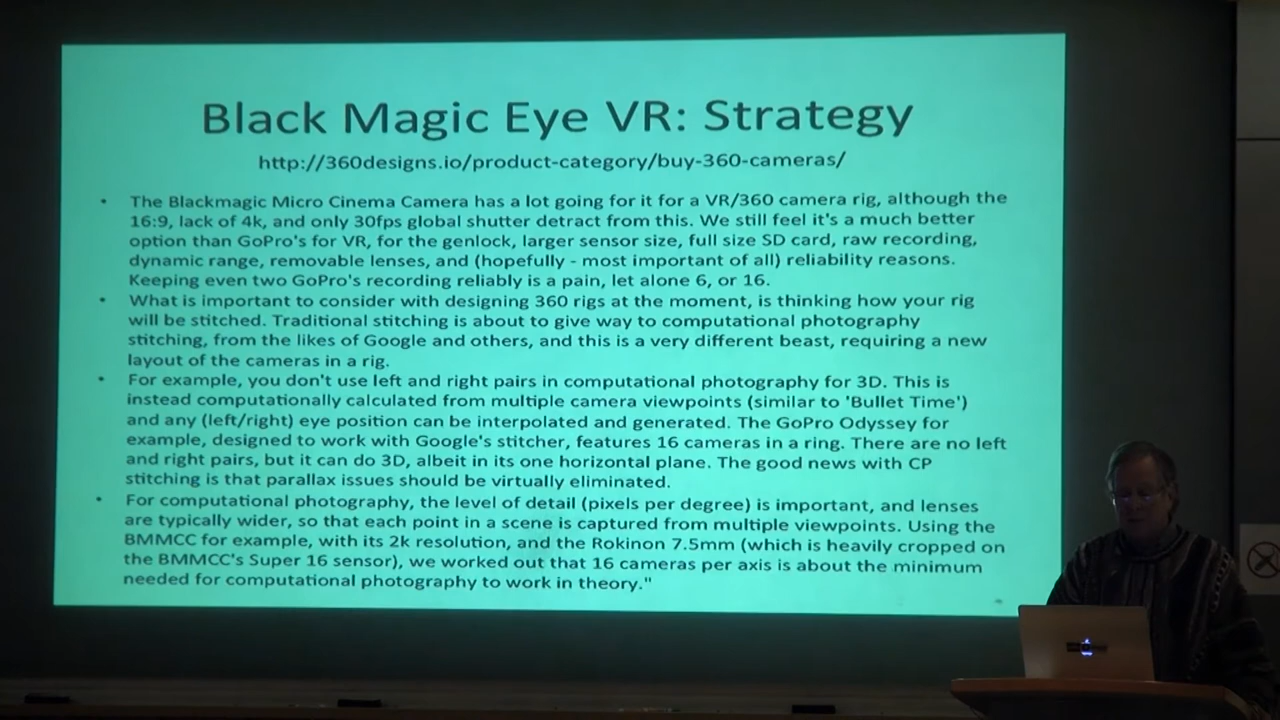 Black Magic Eye VR: Strategy
http://360designs.io/product-category/buy-360-cameras/
• The Blackmagic Micro Cinema Camera has a lot going for it for a VR/360 camera rig, although the
16:9, lack of 4k, and only 30fps global shutter detract from this. We still feel it's a much better
option than GoPro's for VR, for the genlock, larger sensor size, full size SD card, raw recording,
dynamic range, removable lenses, and (hopefully - most important of all) reliability reasons.
Keeping even two GoPro's recording reliably is a pain, let alone 6, or 16.
• What is important to consider with designing 360 rigs at the moment, is thinking how your rig
will be stitched. Traditional stitching is about to give way to computational photography
stitching, from the likes of Google and others, and this is a very different beast, requiring a new
layout of the cameras in a rig.
• For example, you don't use left and right pairs in computational photography for 3D. This is
instead computationally calculated from multiple camera viewpoints (similar to 'Bullet Time')
and any (left/right) eye position can be interpolated and generated. The GoPro Odyssey for
example, designed to work with Google's stitcher, features 16 cameras in a ring. There are no left
and right pairs, but it can do 3D, albeit in its one horizontal plane. The good news with CP
stitching is that parallax issues should be virtually eliminated.
• For computational photography, the level of detail (pixels per degree) is important, and lenses
are typically wider, so that each point in a scene is captured from multiple viewpoints. Using the
BMMCC for example, with its 2k resolution, and the Rokinon 7.5mm (which is heavily cropped on
the BMMCC's Super 16 sensor), we worked out that 16 cameras per axis is about the minimum
needed for computational photography to work in theory."